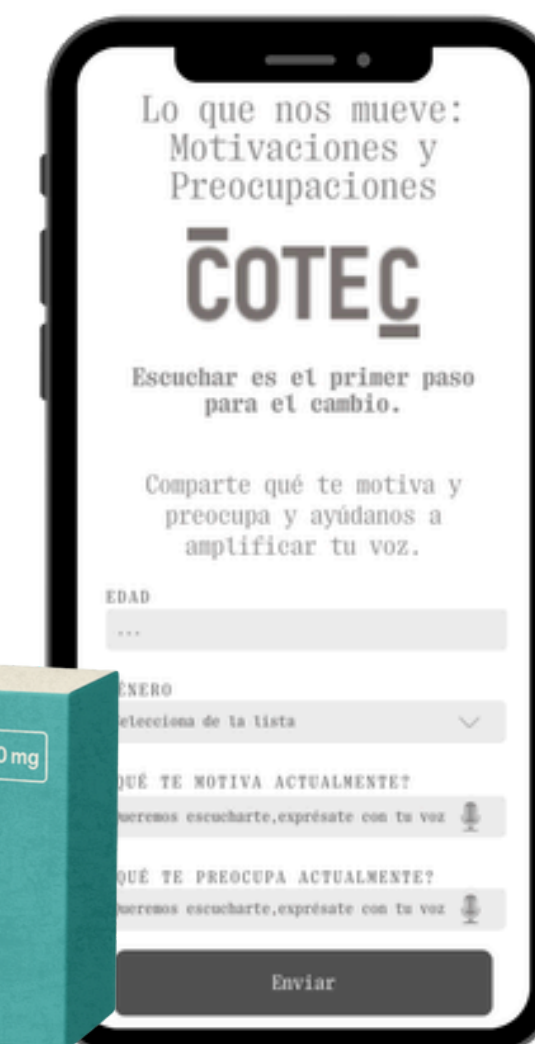 Lo que nos mueve:
Motivaciones y
Preocupaciones
COTEC
Escuchar es el primer paso
para el cambio.
Comparte qué te motiva y
preocupa y ayúdanos a
amplificar tu voz.
EDAD
...
ÉNERO
elecciona de la lista
QUÉ TE MOTIVA ACTUALMENTE?
ueremos escucharte,exprésate con tu voz
QUÉ TE PREOCUPA ACTUALMENTE?
ueremos escucharte,exprésate con tu voz
Enviar
0 mg